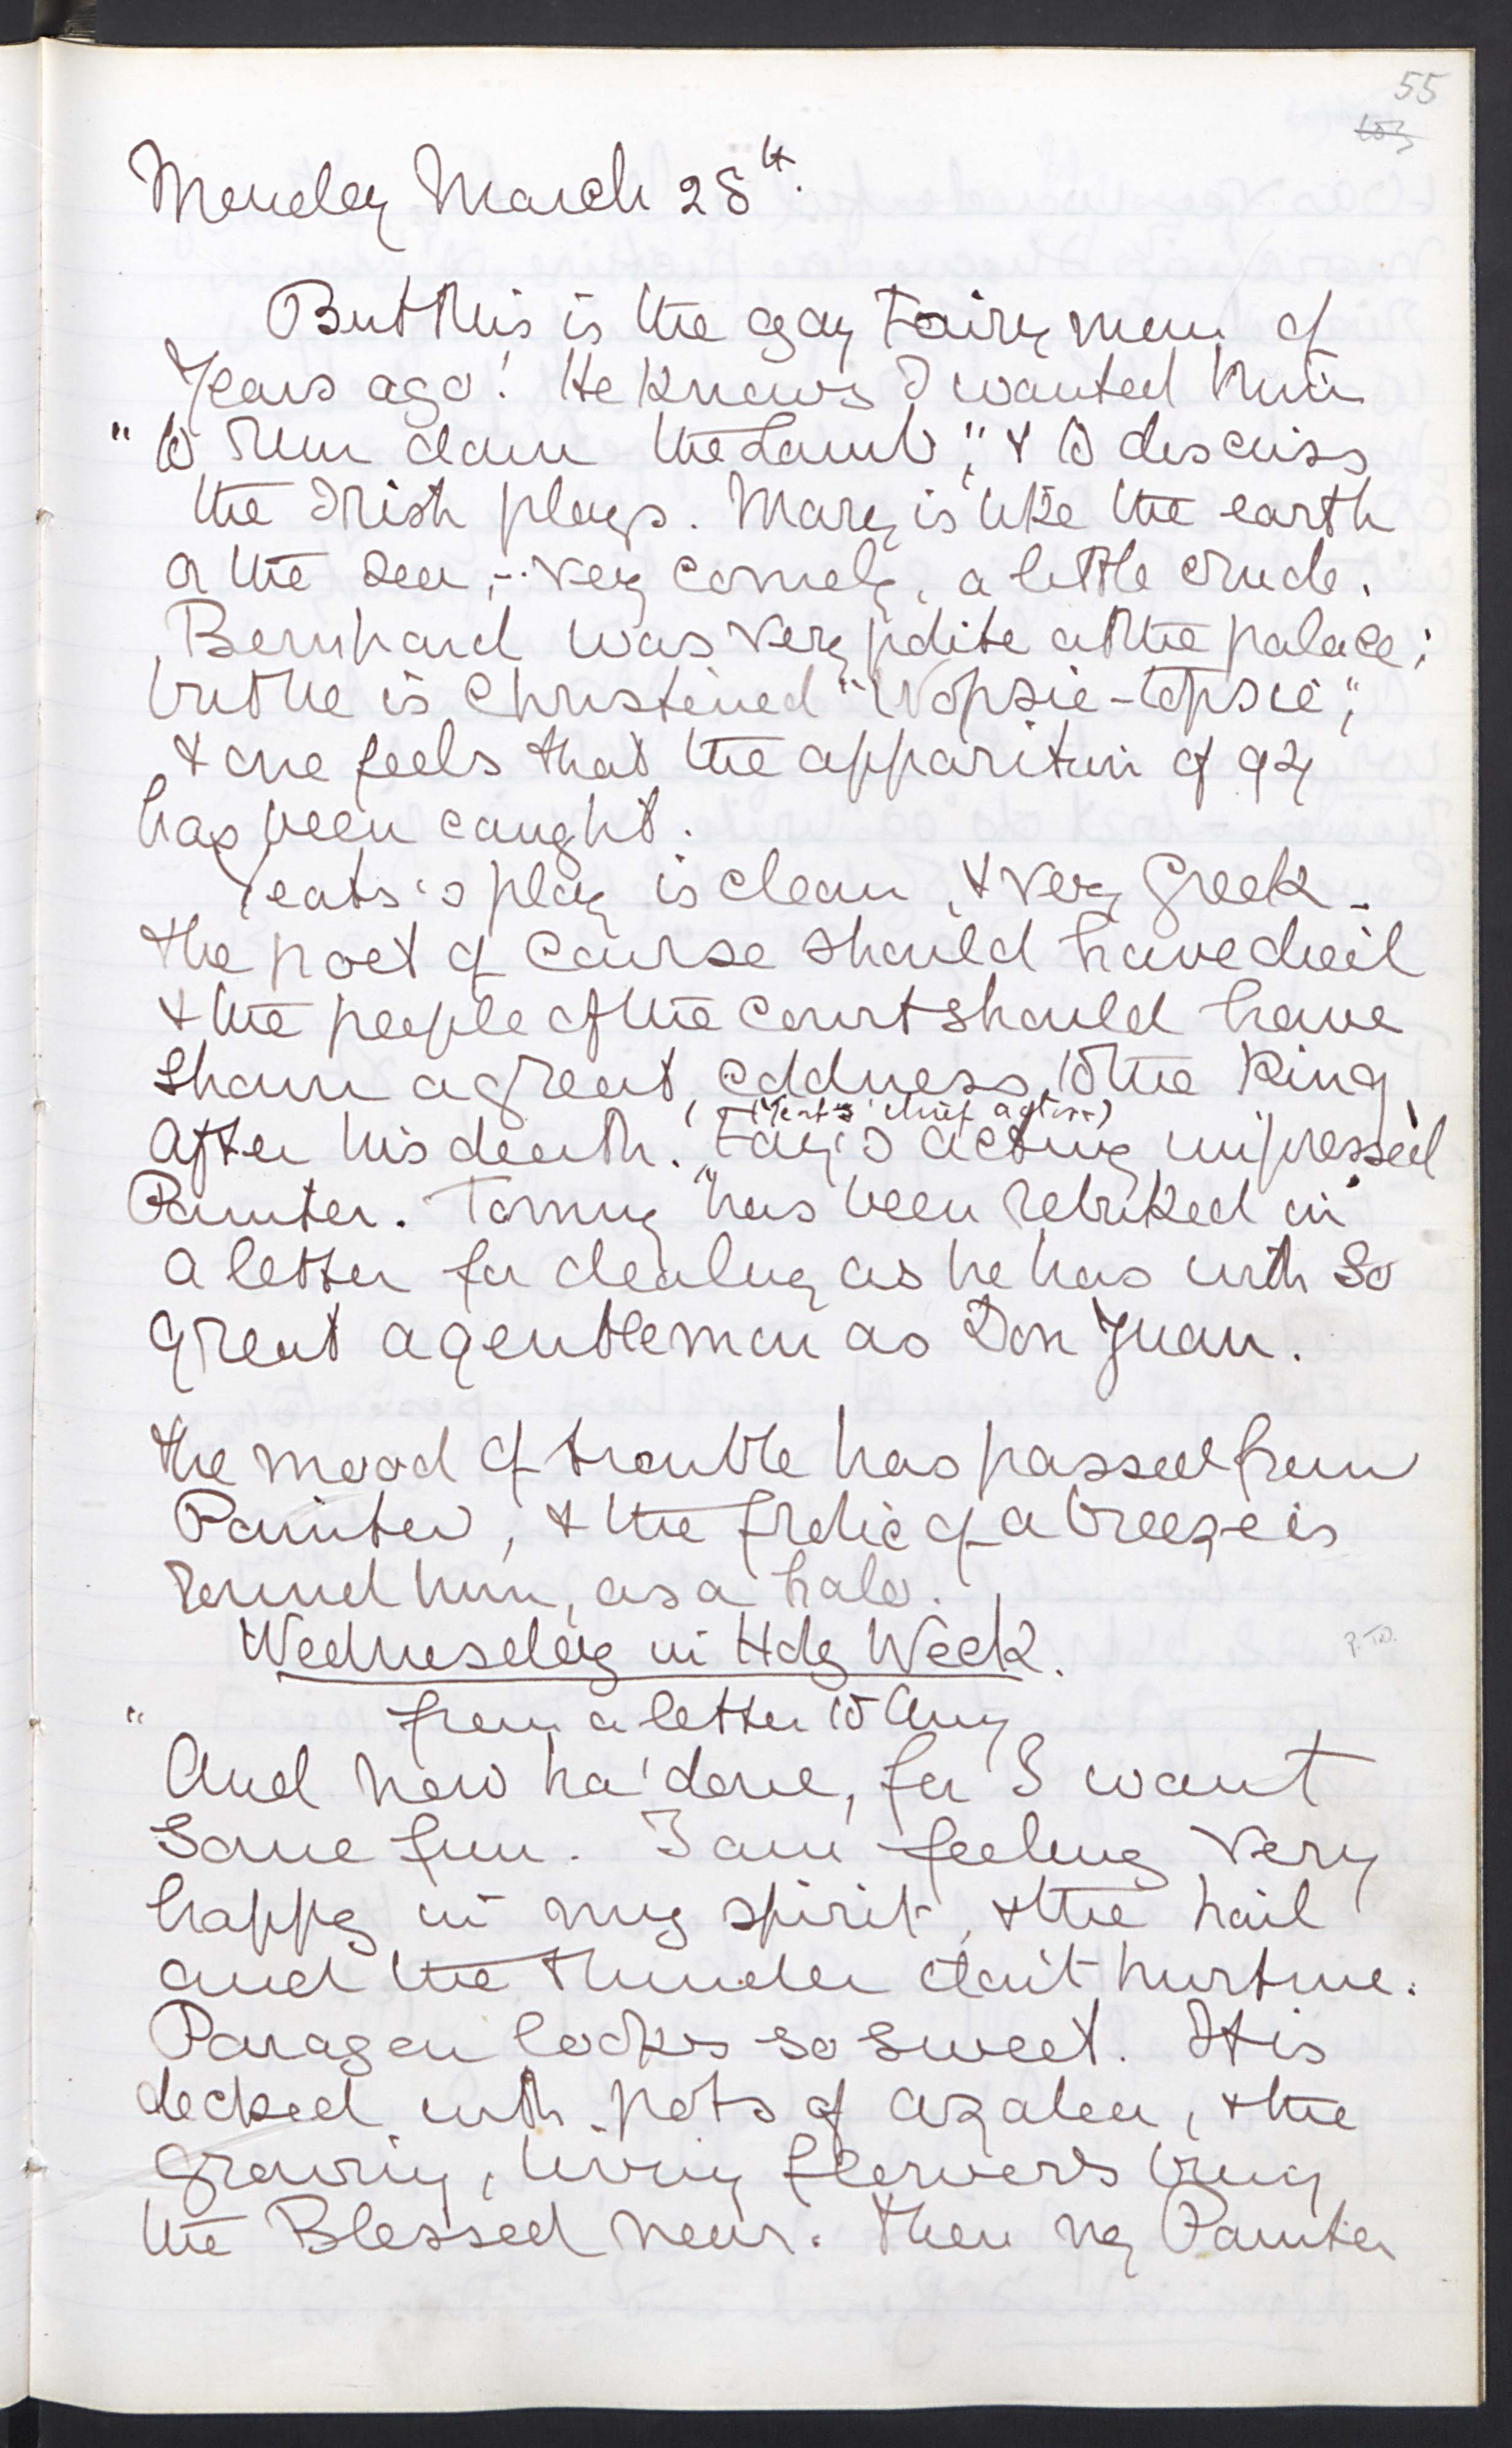 55
Monday March 28th.
But this is the gay Fairy man of
Years ago! He knows I wanted him
"to run down the Lamb", & to discuss
the Irish plays. Mary is like the earth
or the sea, – very comely, a little crude.
Bernhard was very polite at the palace;
but he is christened "Wopsie-topsie",
& one feels that the apparition of 92
has been caught.
Yeats's play is clean, & very Greek –
the poet of course should have died
& the people of the court should have
shown a great coldness to the King
after his death. Fay's acting impressed
(Yeats' chief actor)
Painter. Tommy has been rebuked in
a letter for dealing as he has with so
great a gentleman as Don Juan.
The mood of trouble has passed from
Painter, & the frolic of a breeze is
round him, as a halo.
Wednesday in Holy Week.
P.T.O.
from a letter to Amy
"And now ha' done, for I want
some fun. I am feeling very
happy in my spirit, & the hail
and the thunder don't hurt me.
Paragon looks so sweet. It is
decked with pots of azalea, & the
growing, living flowers bring
the Blessed near. Then my Painter